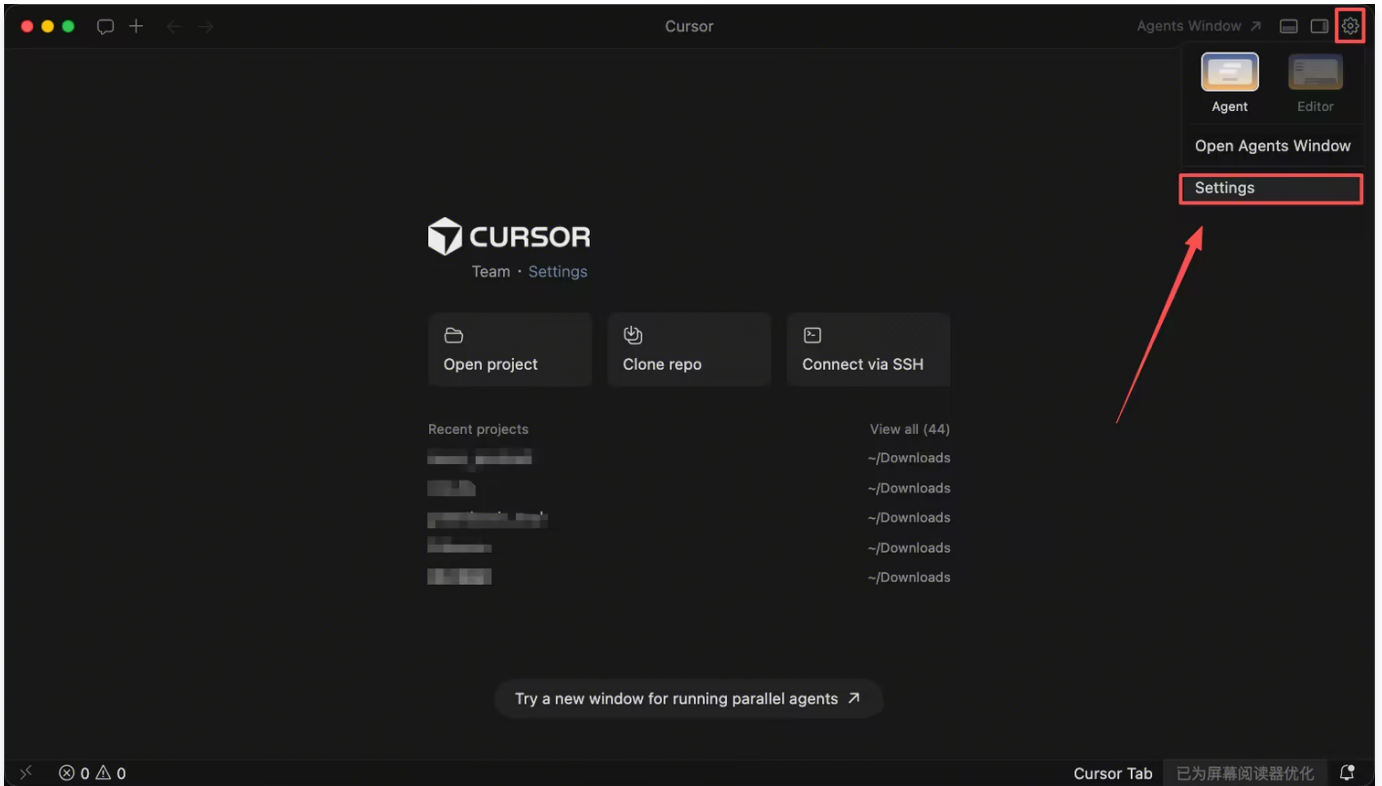 Cursor
Agents Window
Agent
Editor
Open Agents Window
Settings
CURSOR
Team · Settings
Open project
Clone repo
Connect via SSH
Recent projects
View all (44)
~/Downloads
~/Downloads
~/Downloads
~/Downloads
~/Downloads
Try a new window for running parallel agents
0
0
Cursor Tab
已为屏幕阅读器优化